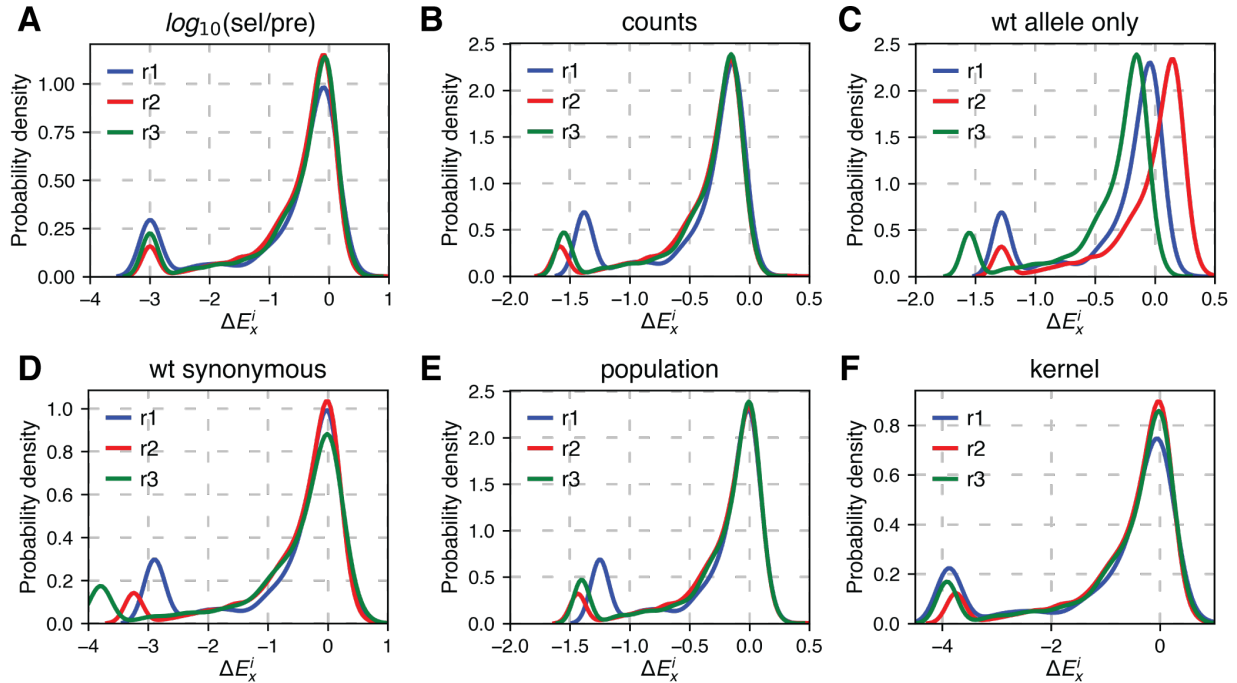 A
log₁₀(sel/pre)
Probability density
1.00
0.75
0.50
0.25
0.00
r1
r2
r3
−4 −3 −2 −1 0 1
ΔEₓⁱ
B
counts
Probability density
2.5
2.0
1.5
1.0
0.5
0.0
r1
r2
r3
−2.0 −1.5 −1.0 −0.5 0.0 0.5
ΔEₓⁱ
C
wt allele only
Probability density
2.5
2.0
1.5
1.0
0.5
0.0
r1
r2
r3
−2.0 −1.5 −1.0 −0.5 0.0 0.5
ΔEₓⁱ
D
wt synonymous
Probability density
1.0
0.8
0.6
0.4
0.2
0.0
r1
r2
r3
−4 −3 −2 −1 0 1
ΔEₓⁱ
E
population
Probability density
2.5
2.0
1.5
1.0
0.5
0.0
r1
r2
r3
−2.0 −1.5 −1.0 −0.5 0.0 0.5
ΔEₓⁱ
F
kernel
Probability density
0.8
0.6
0.4
0.2
0.0
r1
r2
r3
−4 −2 0
ΔEₓⁱ